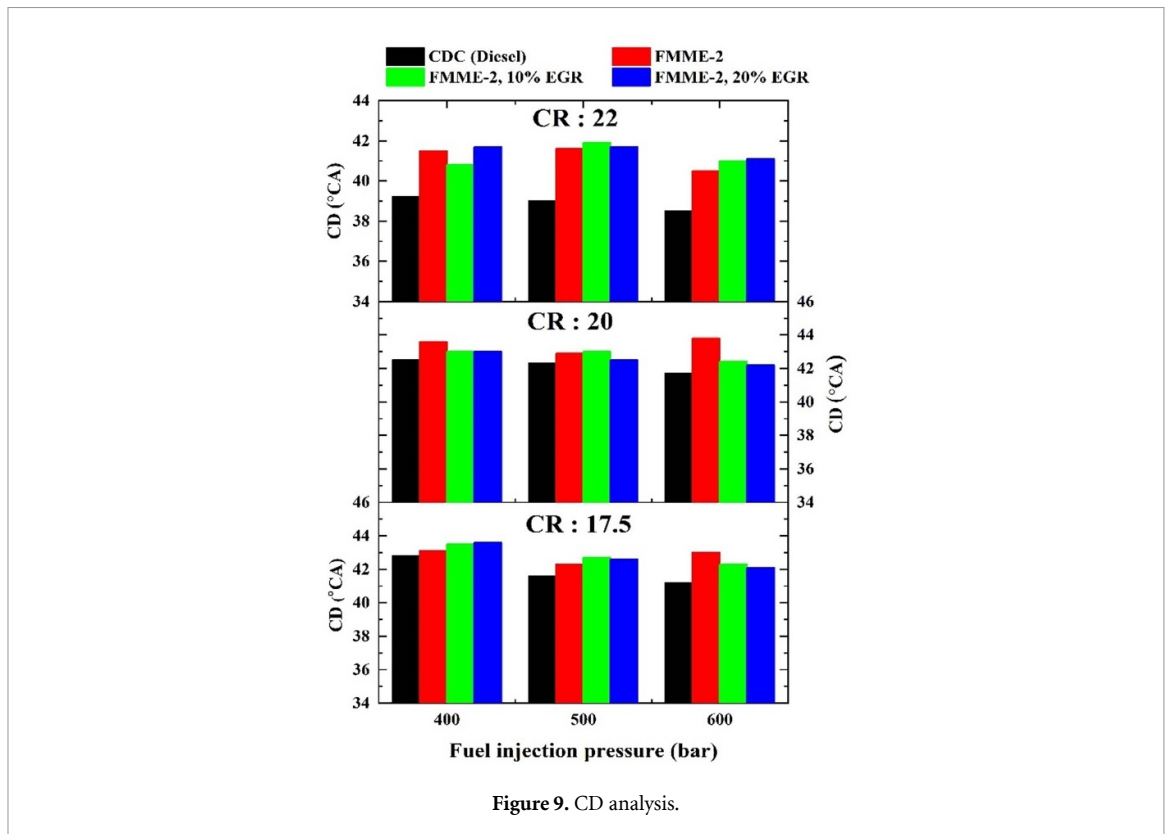 CDC (Diesel) FMME-2
FMME-2, 10% EGR FMME-2, 20% EGR
44
42
40
38
36
34
CD (°CA)
CR : 22
46
44
42
40
38
36
34
CD (°CA)
CR : 20
46
44
42
40
38
36
34
CD (°CA)
CR : 17.5
400 500 600
Fuel injection pressure (bar)
Figure 9. CD analysis.